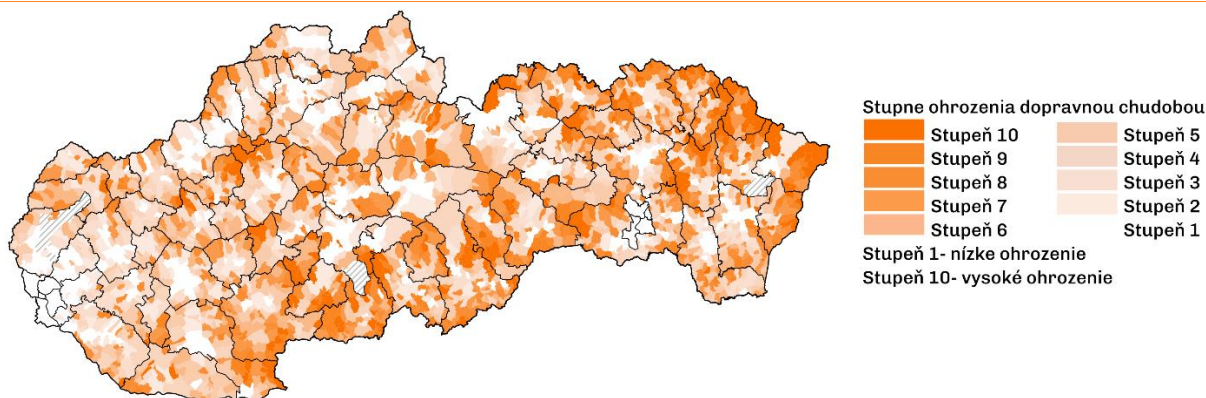 Stupne ohrozenia dopravnou chudobou
Stupeň 10
Stupeň 9
Stupeň 8
Stupeň 7
Stupeň 6
Stupeň 5
Stupeň 4
Stupeň 3
Stupeň 2
Stupeň 1
Stupeň 1- nízke ohrozenie
Stupeň 10- vysoké ohrozenie